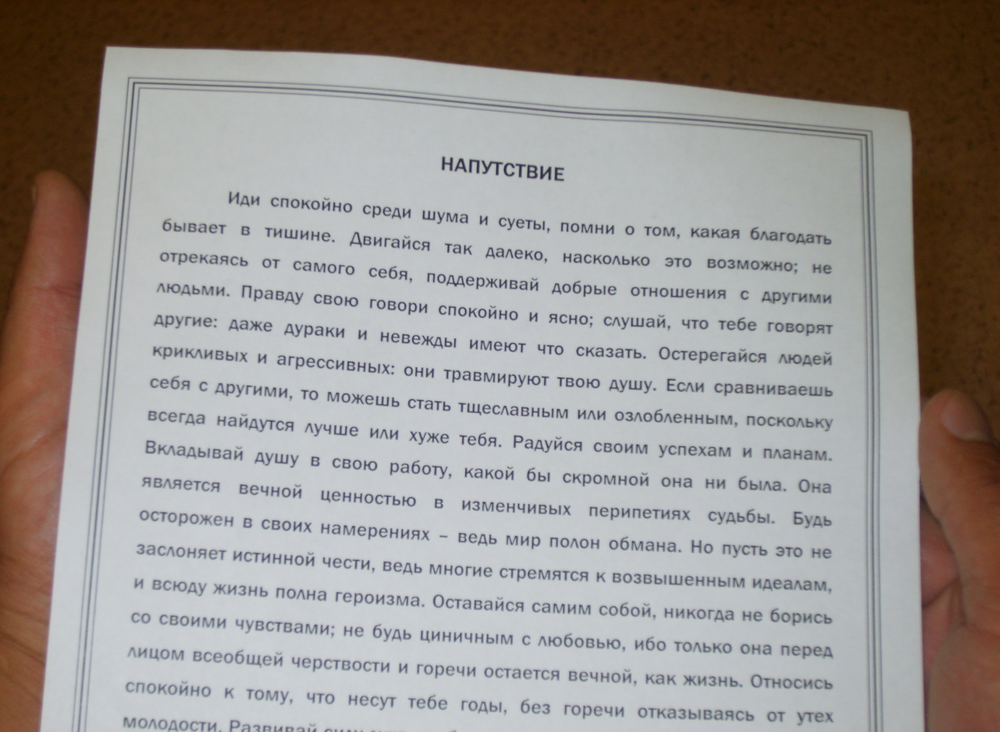 НАПУТСТВИЕ
Иди спокойно среди шума и суеты, помни о том, какая благодать
бывает в тишине. Двигайся так далеко, насколько это возможно; не
отрекаясь от самого себя, поддерживай добрые отношения с другими
людьми. Правду свою говори спокойно и ясно; слушай, что тебе говорят
другие: даже дураки и невежды имеют что сказать. Остерегайся людей
крикливых и агрессивных: они травмируют твою душу. Если сравниваешь
себя с другими, то можешь стать тщеславным или озлобленным, поскольку
всегда найдутся лучше или хуже тебя. Радуйся своим успехам и планам.
Вкладывай душу в свою работу, какой бы скромной она ни была. Она
является вечной ценностью в изменчивых перипетиях судьбы. Будь
осторожен в своих намерениях – ведь мир полон обмана. Но пусть это не
заслоняет истинной чести, ведь многие стремятся к возвышенным идеалам,
и всюду жизнь полна героизма. Оставайся самим собой, никогда не борись
со своими чувствами; не будь циничным с любовью, ибо только она перед
лицом всеобщей черствости и горечи остается вечной, как жизнь. Относись
спокойно к тому, что несут тебе годы, без горечи отказываясь от утех
молодости. Развивай силу